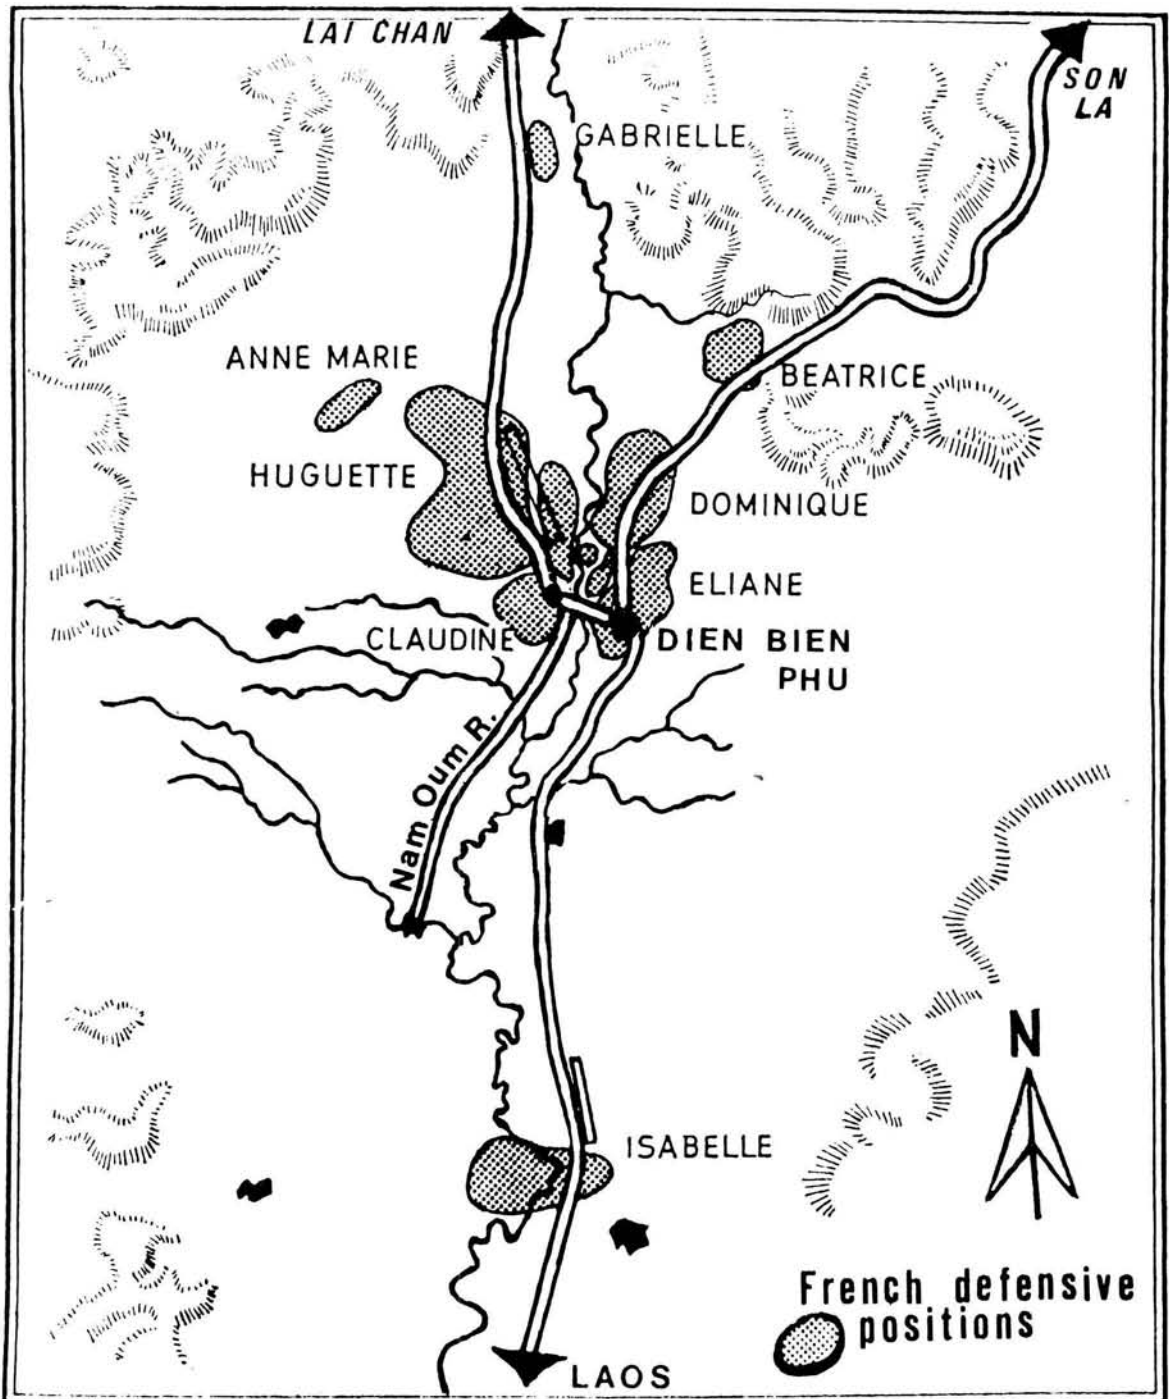 LAI CHAN
SON
LA
GABRIELLE
ANNE MARIE
BEATRICE
HUGUETTE
DOMINIQUE
ELIANE
CLAUDINE
DIEN BIEN
PHU
Nam Oum R.
N
ISABELLE
French defensive
positions
LAOS